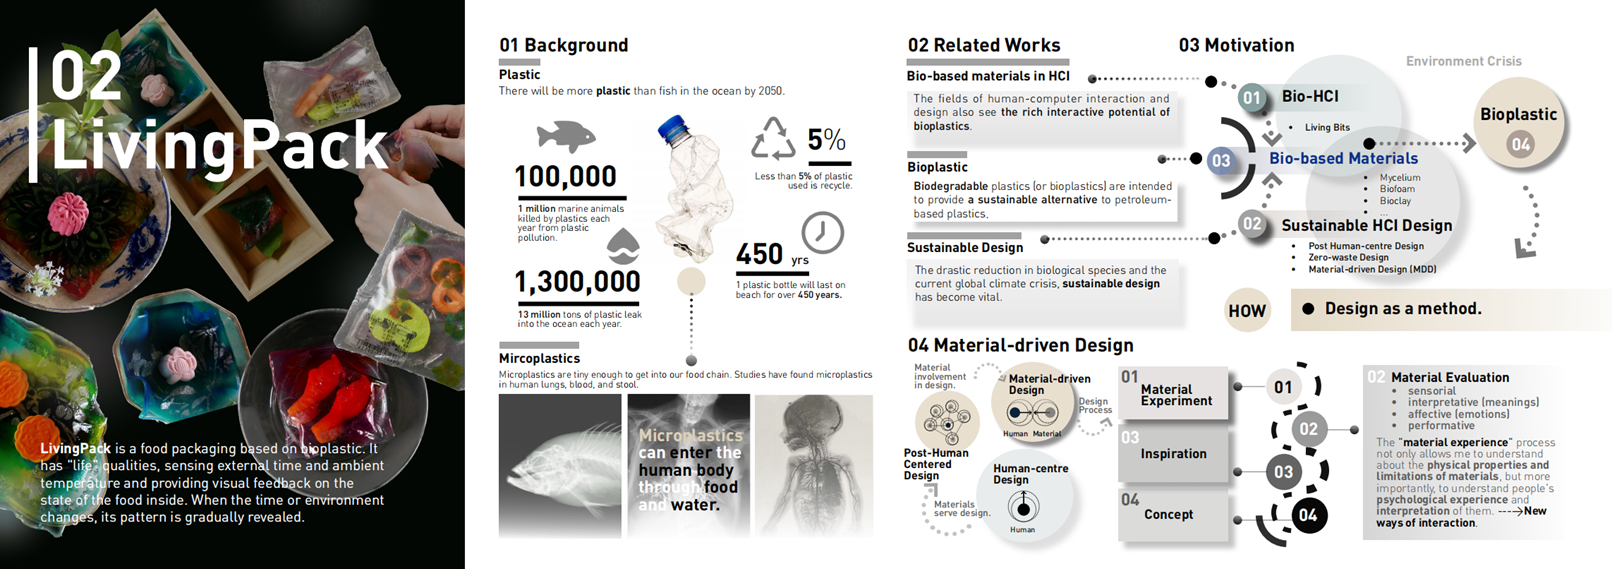 02
LivingPack
LivingPack is a food packaging based on bioplastic. It
has "life" qualities, sensing external time and ambient
temperature and providing visual feedback on the
state of the food inside. When the time or environment
changes, its pattern is gradually revealed.
01 Background
Plastic
There will be more plastic than fish in the ocean by 2050.
100,000
1 million marine animals
killed by plastics each
year from plastic
pollution.
1,300,000
13 million tons of plastic leak
into the ocean each year.
5%
Less than 5% of plastic
used is recycle.
450 yrs
1 plastic bottle will last on
beach for over 450 years.
Mircoplastics
Microplastics are tiny enough to get into our food chain. Studies have found microplastics
in human lungs, blood, and stool.
Microplastics
can enter the
human body
through food
and water.
02 Related Works
Bio-based materials in HCI
The fields of human-computer interaction and
design also see the rich interactive potential of
bioplastics.
Bioplastic
Biodegradable plastics (or bioplastics) are intended
to provide a sustainable alternative to petroleum-
based plastics.
Sustainable Design
The drastic reduction in biological species and the
current global climate crisis, sustainable design
has become vital.
03 Motivation
Environment Crisis
01
Bio-HCI
• Living Bits
03
Bio-based Materials
• Mycelium
• Biofoam
• Bioclay
• ...
02
Sustainable HCI Design
• Post Human-centre Design
• Zero-waste Design
• Material-driven Design (MDD)
Bioplastic
04
HOW
Design as a method.
04 Material-driven Design
Material
involvement
in design.
Material-driven
Design
Human Material
Design
Process
Post-Human
Centered
Design
Materials
serve design.
Human-centre
Design
Human
01
Material
Experiment
03
Inspiration
04
Concept
01
02
03
04
02 Material Evaluation
• sensorial
• interpretative (meanings)
• affective (emotions)
• performative
The "material experience" process
not only allows me to understand
about the physical properties and
limitations of materials, but more
importantly, to understand people's
psychological experience and
interpretation of them. ---->New
ways of interaction.